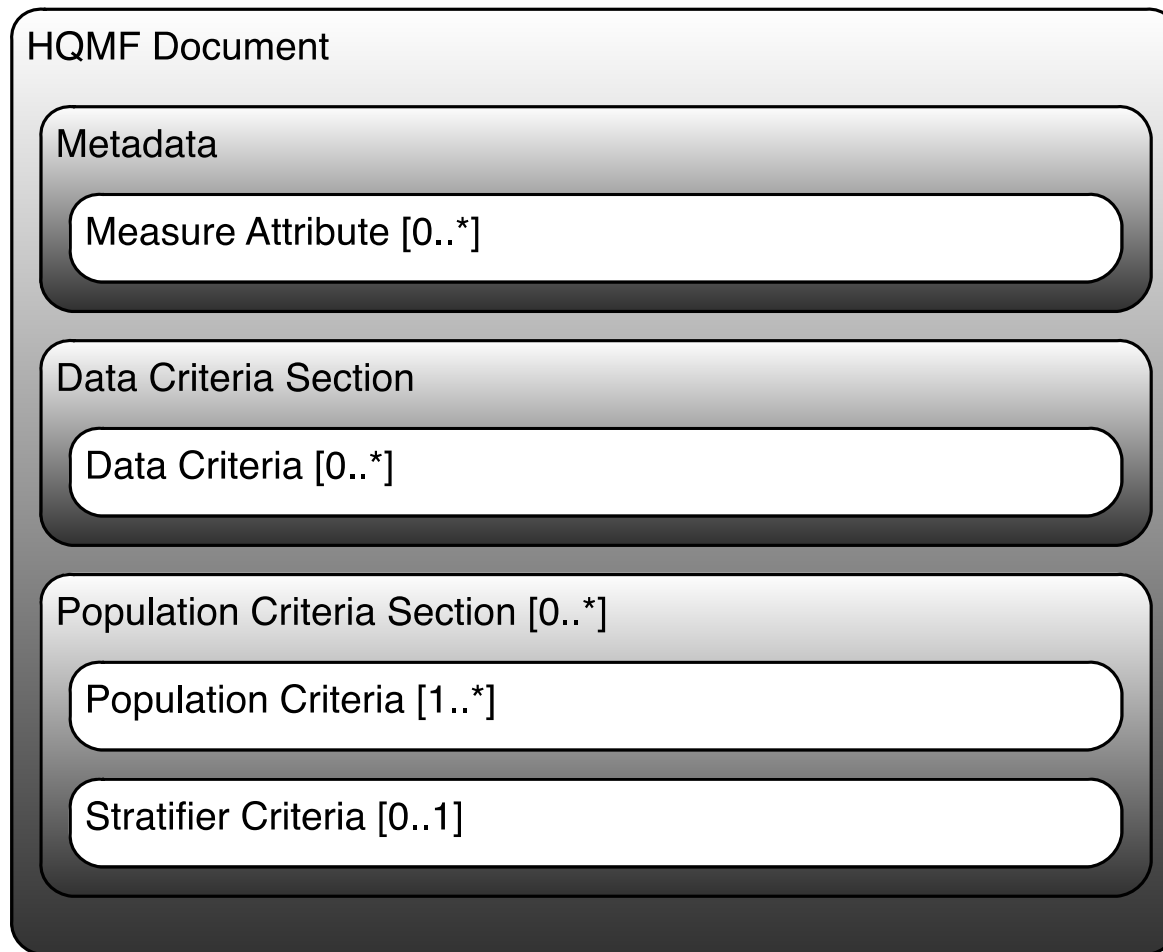 HQMF Document
Metadata
Measure Attribute [0..*]
Data Criteria Section
Data Criteria [0..*]
Population Criteria Section [0..*]
Population Criteria [1..*]
Stratifier Criteria [0..1]